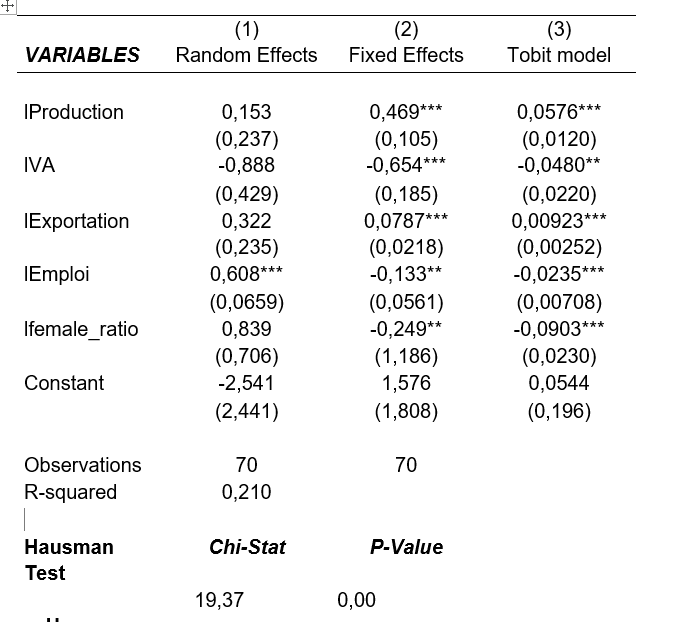 (1) (2) (3)
VARIABLES Random Effects Fixed Effects Tobit model
lProduction 0,153 0,469*** 0,0576***
(0,237) (0,105) (0,0120)
lVA -0,888 -0,654*** -0,0480**
(0,429) (0,185) (0,0220)
lExportation 0,322 0,0787*** 0,00923***
(0,235) (0,0218) (0,00252)
lEmploi 0,608*** -0,133** -0,0235***
(0,0659) (0,0561) (0,00708)
lfemale_ratio 0,839 -0,249** -0,0903***
(0,706) (1,186) (0,0230)
Constant -2,541 1,576 0,0544
(2,441) (1,808) (0,196)
Observations 70 70
R-squared 0,210
Hausman Chi-Stat P-Value
Test
19,37 0,00